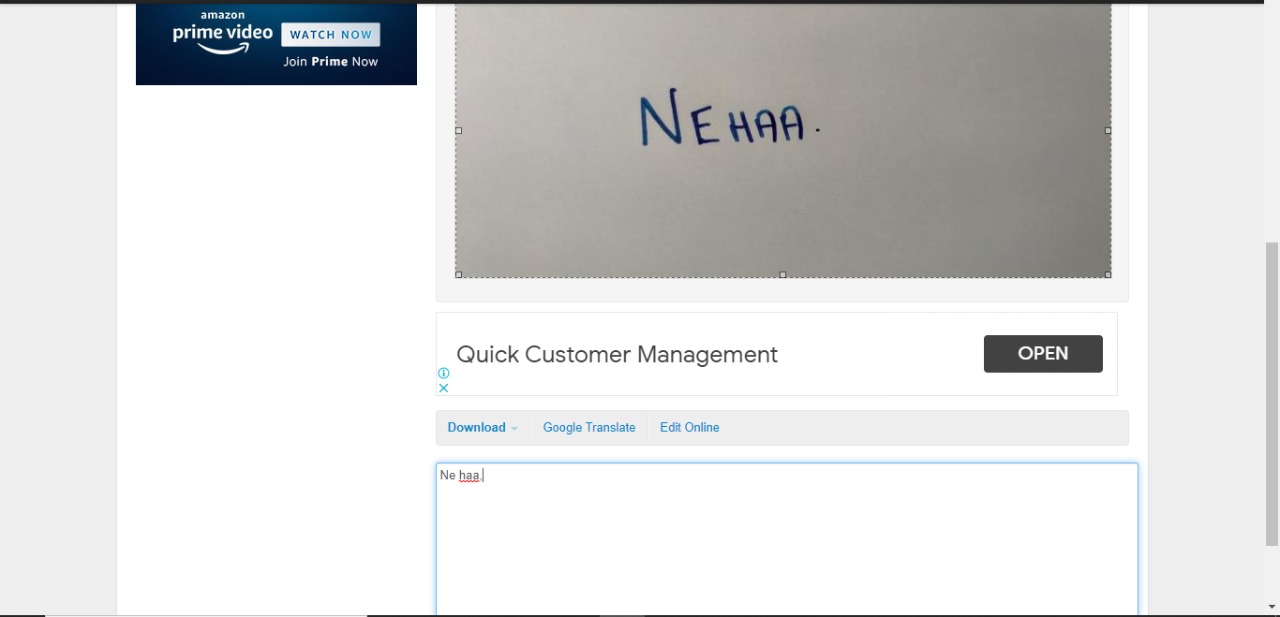 amazon
prime video
WATCH NOW
Join Prime Now
NEHAA.
Quick Customer Management
OPEN
Download
Google Translate
Edit Online
Ne haa.